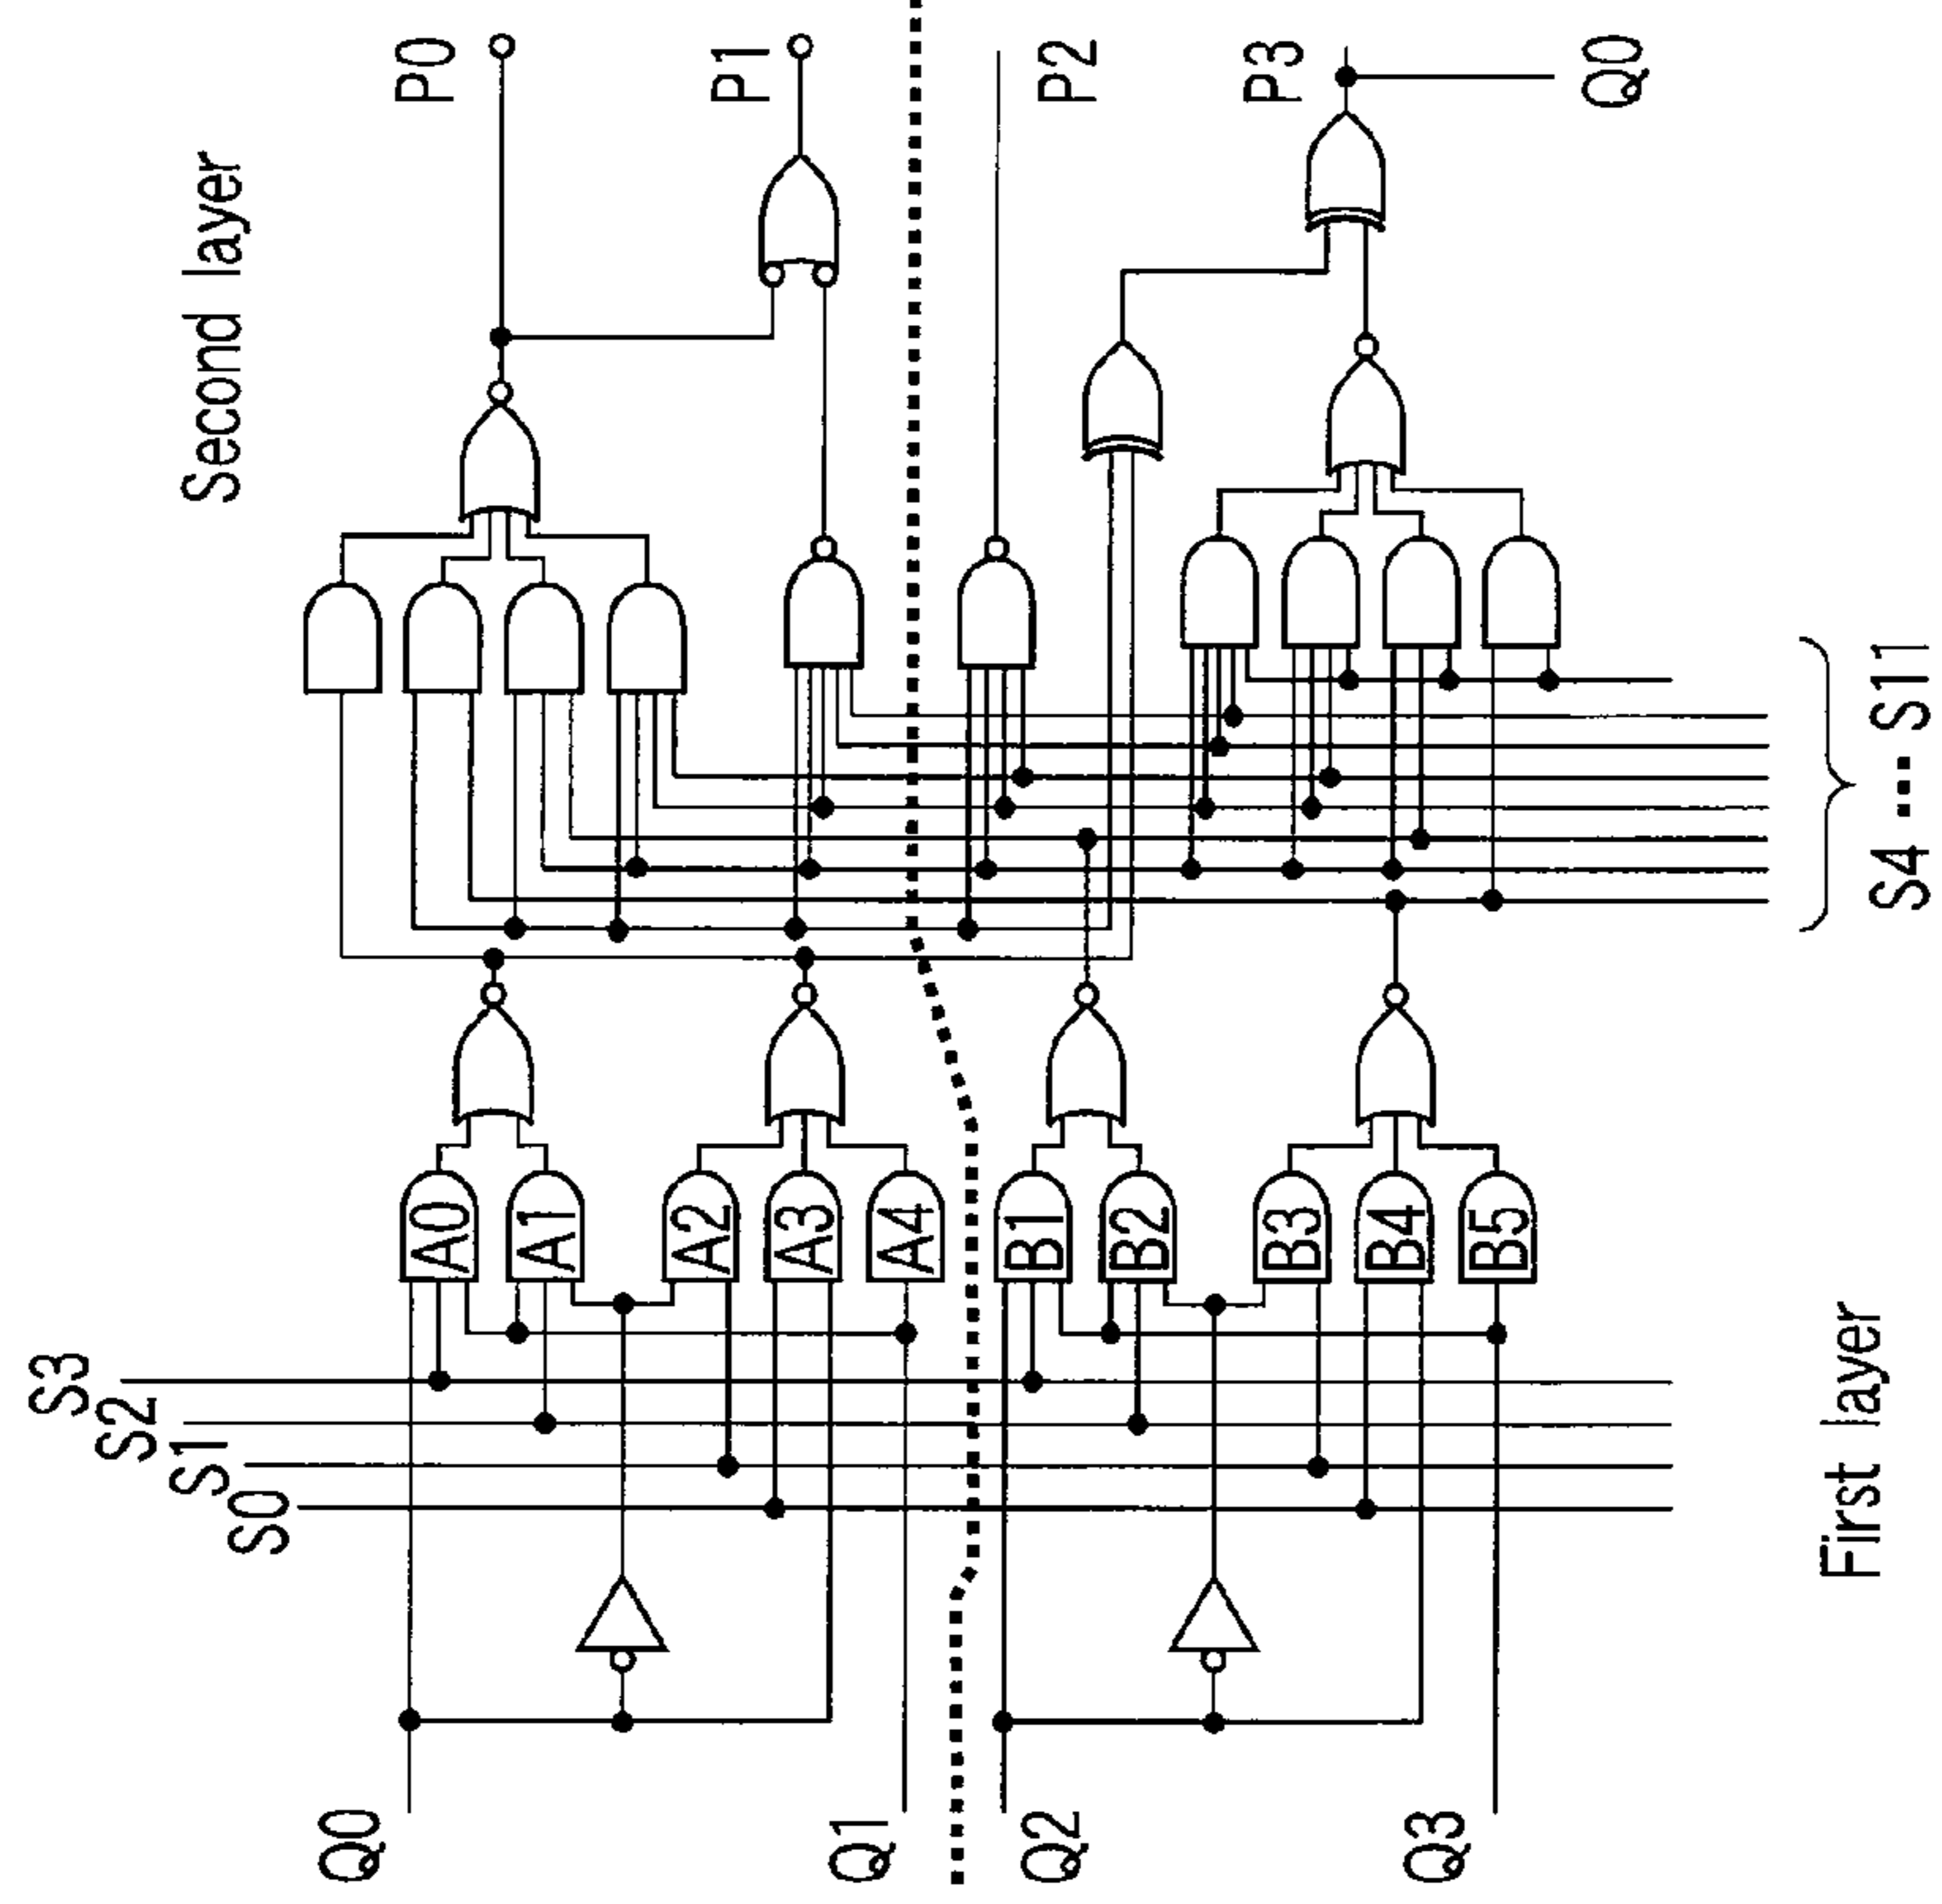 Second layer
P0
P1
P2
P3
Q0
S4 ... S11
A0
A1
A2
A3
A4
B1
B2
B3
B4
B5
S3
S2
S1
S0
Q0
Q1
Q2
Q3
First layer